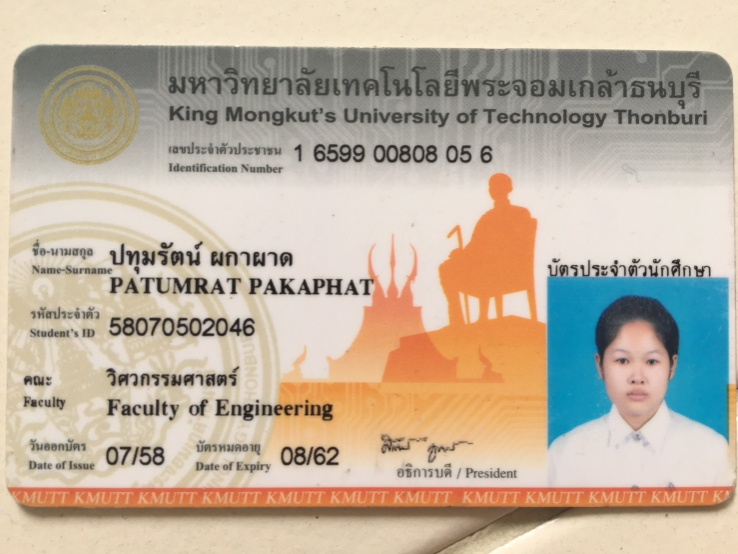 มหาวิทยาลัยเทคโนโลยีพระจอมเกล้าธนบุรี
King Mongkut's University of Technology Thonburi
เลขประจำตัวประชาชน 1 6599 00808 05 6
Identification Number
บัตรประจำตัวนักศึกษา
ชื่อ-นามสกุล ปทุมรัตน์ ผกาผาด
Name-Surname PATUMRAT PAKAPHAT
รหัสประจำตัว 58070502046
Student's ID
คณะ วิศวกรรมศาสตร์
Faculty Faculty of Engineering
วันออกบัตร 07/58 บัตรหมดอายุ 08/62
Date of Issue Date of Expiry
อธิการบดี / President
KMUTT KMUTT KMUTT KMUTT KMUTT KMUTT KMUTT KMUTT KMUTT KMUTT KMUTT